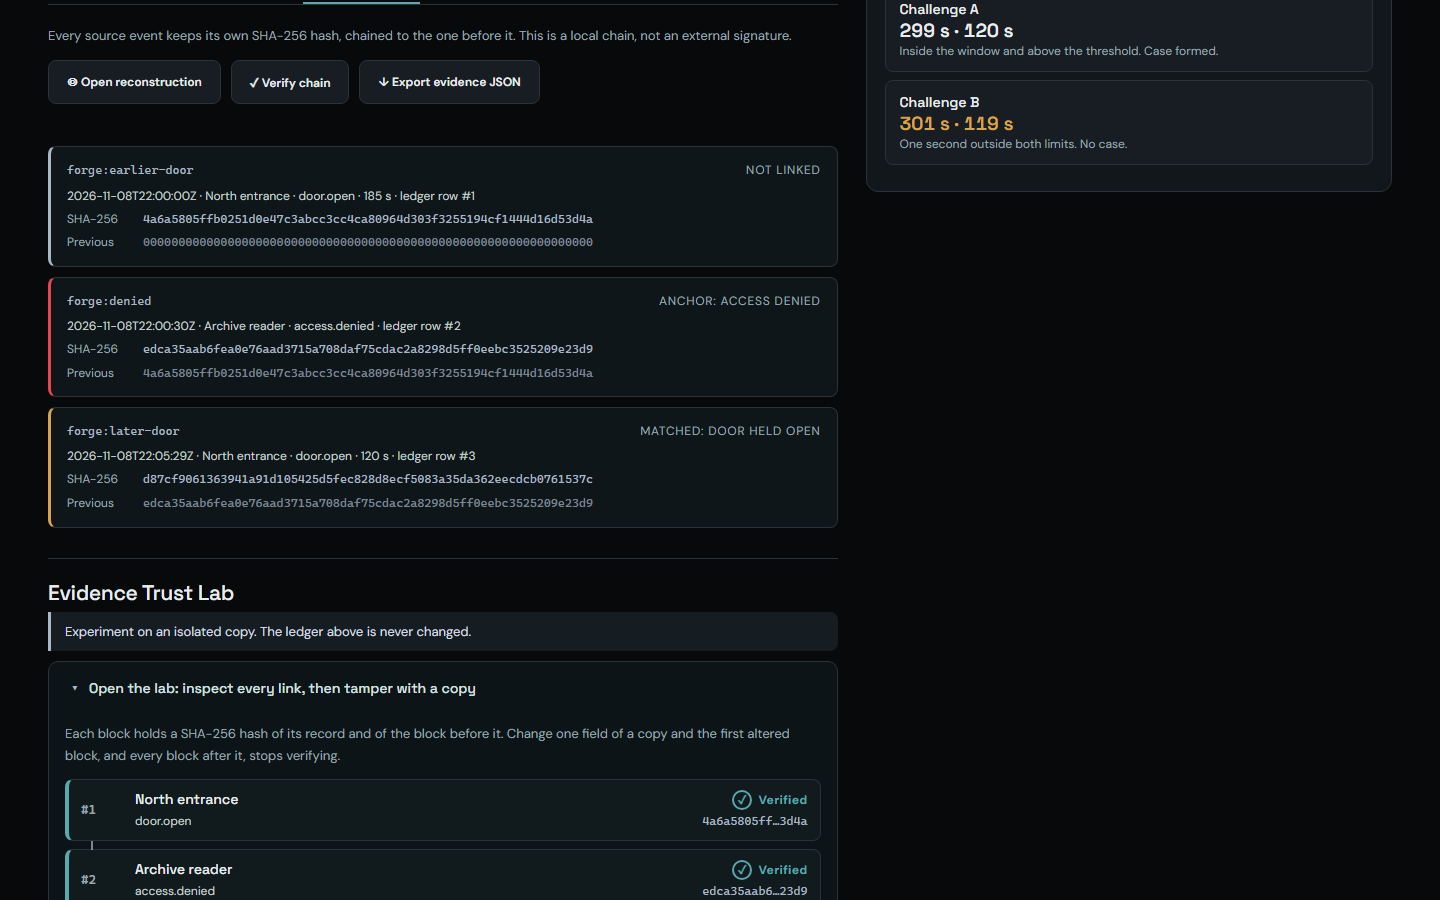 Every source event keeps its own SHA-256 hash, chained to the one before it. This is a local chain, not an external signature.
Open reconstruction
✓ Verify chain
↓ Export evidence JSON
forge:earlier-door
NOT LINKED
2026-11-08T22:00:00Z · North entrance · door.open · 185 s · ledger row #1
SHA-256 4a6a5805ffb0251d0e47c3abcc3cc4ca80964d303f3255194cf1444d16d53d4a
Previous 0000000000000000000000000000000000000000000000000000000000000000
forge:denied
ANCHOR: ACCESS DENIED
2026-11-08T22:00:30Z · Archive reader · access.denied · ledger row #2
SHA-256 edca35aab6fea0e76aad3715a708daf75cdac2a8298d5ff0eebc3525209e23d9
Previous 4a6a5805ffb0251d0e47c3abcc3cc4ca80964d303f3255194cf1444d16d53d4a
forge:later-door
MATCHED: DOOR HELD OPEN
2026-11-08T22:05:29Z · North entrance · door.open · 120 s · ledger row #3
SHA-256 d87cf9061363941a91d105425d5fec828d8ecf5083a35da362eecdcb0761537c
Previous edca35aab6fea0e76aad3715a708daf75cdac2a8298d5ff0eebc3525209e23d9
Evidence Trust Lab
Experiment on an isolated copy. The ledger above is never changed.
Open the lab: inspect every link, then tamper with a copy
Each block holds a SHA-256 hash of its record and of the block before it. Change one field of a copy and the first altered
block, and every block after it, stops verifying.
#1
North entrance
door.open
Verified
4a6a5805ff…3d4a
#2
Archive reader
access.denied
Verified
edca35aab6…23d9
Challenge A
299 s · 120 s
Inside the window and above the threshold. Case formed.
Challenge B
301 s · 119 s
One second outside both limits. No case.